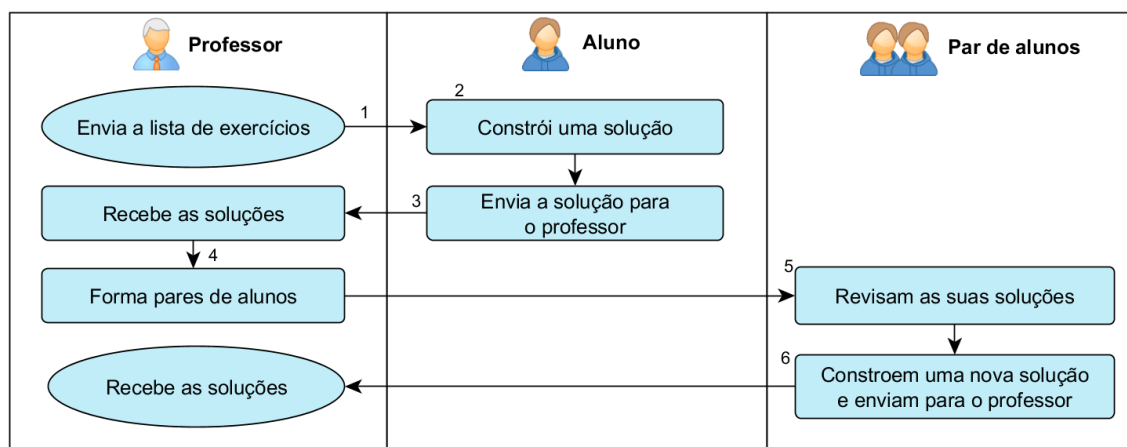 Professor
Aluno
Par de alunos
Envia a lista de exercícios
1
2
Constrói uma solução
Recebe as soluções
3
Envia a solução para
o professor
4
Forma pares de alunos
5
Revisam as suas soluções
Recebe as soluções
6
Constroem uma nova solução
e enviam para o professor